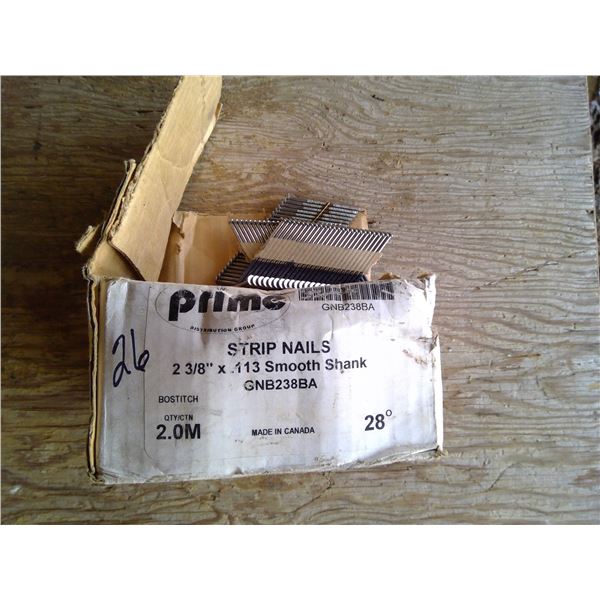 prime
DISTRIBUTION GROUP
GNB238BA
STRIP NAILS
2 3/8" x .113 Smooth Shank
GNB238BA
BOSTITCH
QTY/CTN
2.0M
MADE IN CANADA
28°
26